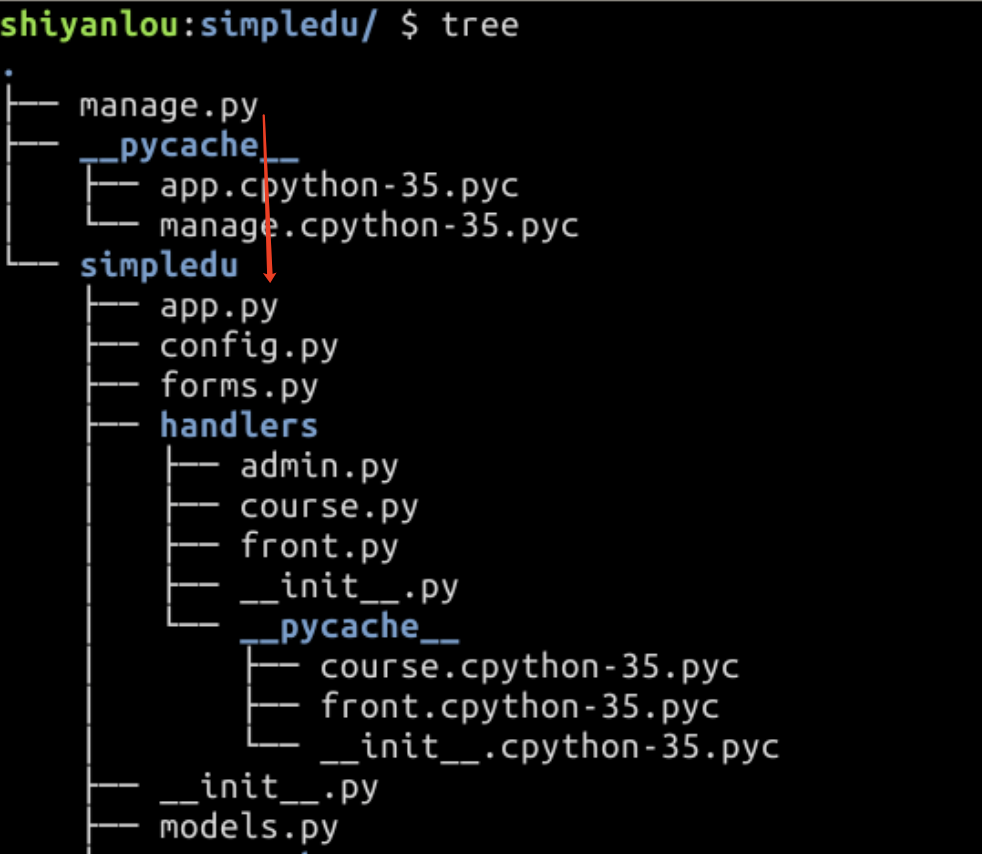 shiyanlou:simpledu/ $ tree
.
├── manage.py
├── __pycache__
│   ├── app.cpython-35.pyc
│   └── manage.cpython-35.pyc
└── simpledu
    ├── app.py
    ├── config.py
    ├── forms.py
    ├── handlers
    │   ├── admin.py
    │   ├── course.py
    │   ├── front.py
    │   ├── __init__.py
    │   └── __pycache__
    │       ├── course.cpython-35.pyc
    │       ├── front.cpython-35.pyc
    │       └── __init__.cpython-35.pyc
    ├── __init__.py
    ├── models.py